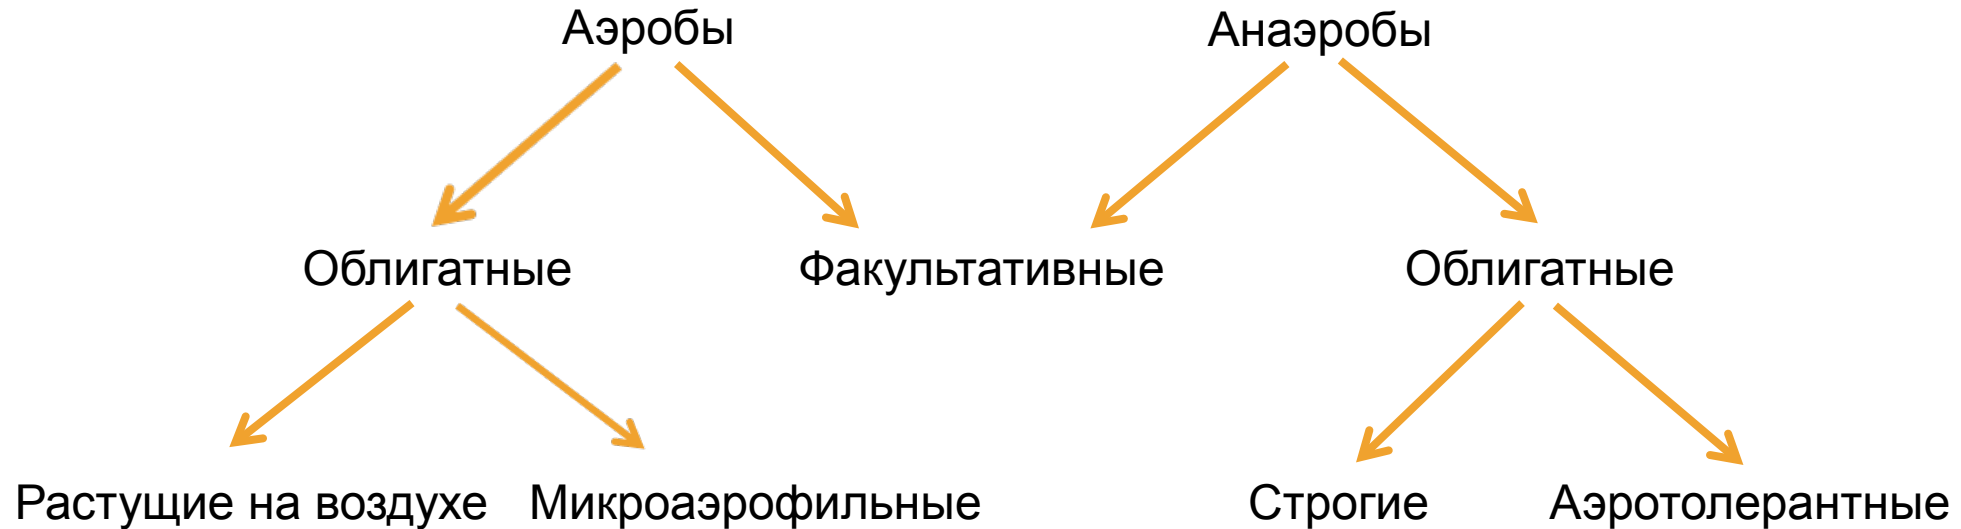 Аэробы
Анаэробы
Облигатные
Факультативные
Облигатные
Растущие на воздухе
Микроаэрофильные
Строгие
Аэротолерантные